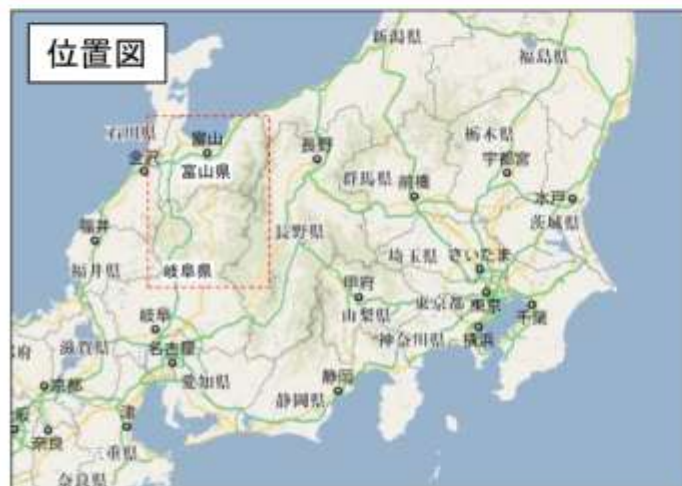 位置図
新潟県
福島県
石川県
富山
金沢
富山県
長野
栃木県
宇都宮
群馬県
前橋
水戸
茨城県
福井
長野県
福井県
岐阜県
埼玉県
さいたま
甲府
山梨県
東京都
東京
千葉
岐阜
神奈川県
横浜
滋賀県
名古屋
愛知県
京都
静岡
静岡県
津
奈良
三重県
奈良県